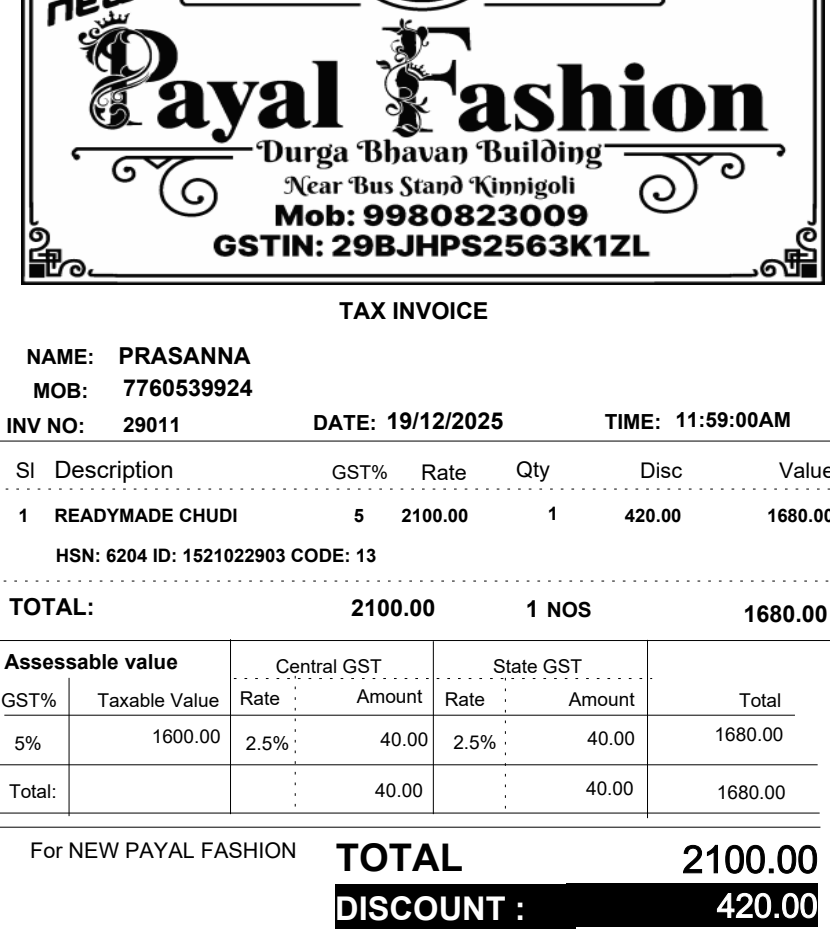 new
Payal Fashion
Durga Bhavan Building
Near Bus Stand Kinnigoli
Mob: 9980823009
GSTIN: 29BJHPS2563K1ZL
TAX INVOICE
NAME: PRASANNA
MOB: 7760539924
INV NO: 29011 DATE: 19/12/2025 TIME: 11:59:00AM
Sl Description GST% Rate Qty Disc Value
1 READYMADE CHUDI 5 2100.00 1 420.00 1680.00
HSN: 6204 ID: 1521022903 CODE: 13
TOTAL: 2100.00 1 NOS 1680.00
Assessable value Central GST State GST
GST% Taxable Value Rate Amount Rate Amount Total
5% 1600.00 2.5% 40.00 2.5% 40.00 1680.00
Total: 40.00 40.00 1680.00
For NEW PAYAL FASHION TOTAL 2100.00
DISCOUNT : 420.00